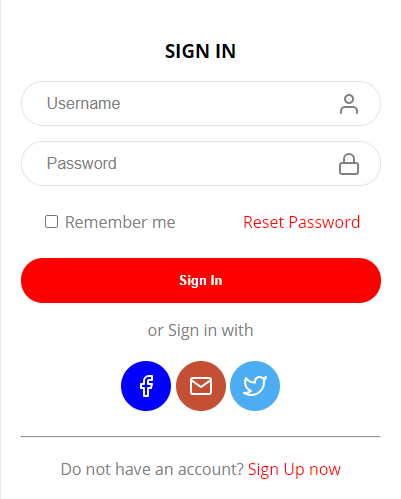 SIGN IN
Username
Password
Remember me Reset Password
Sign In
or Sign in with
Do not have an account? Sign Up now